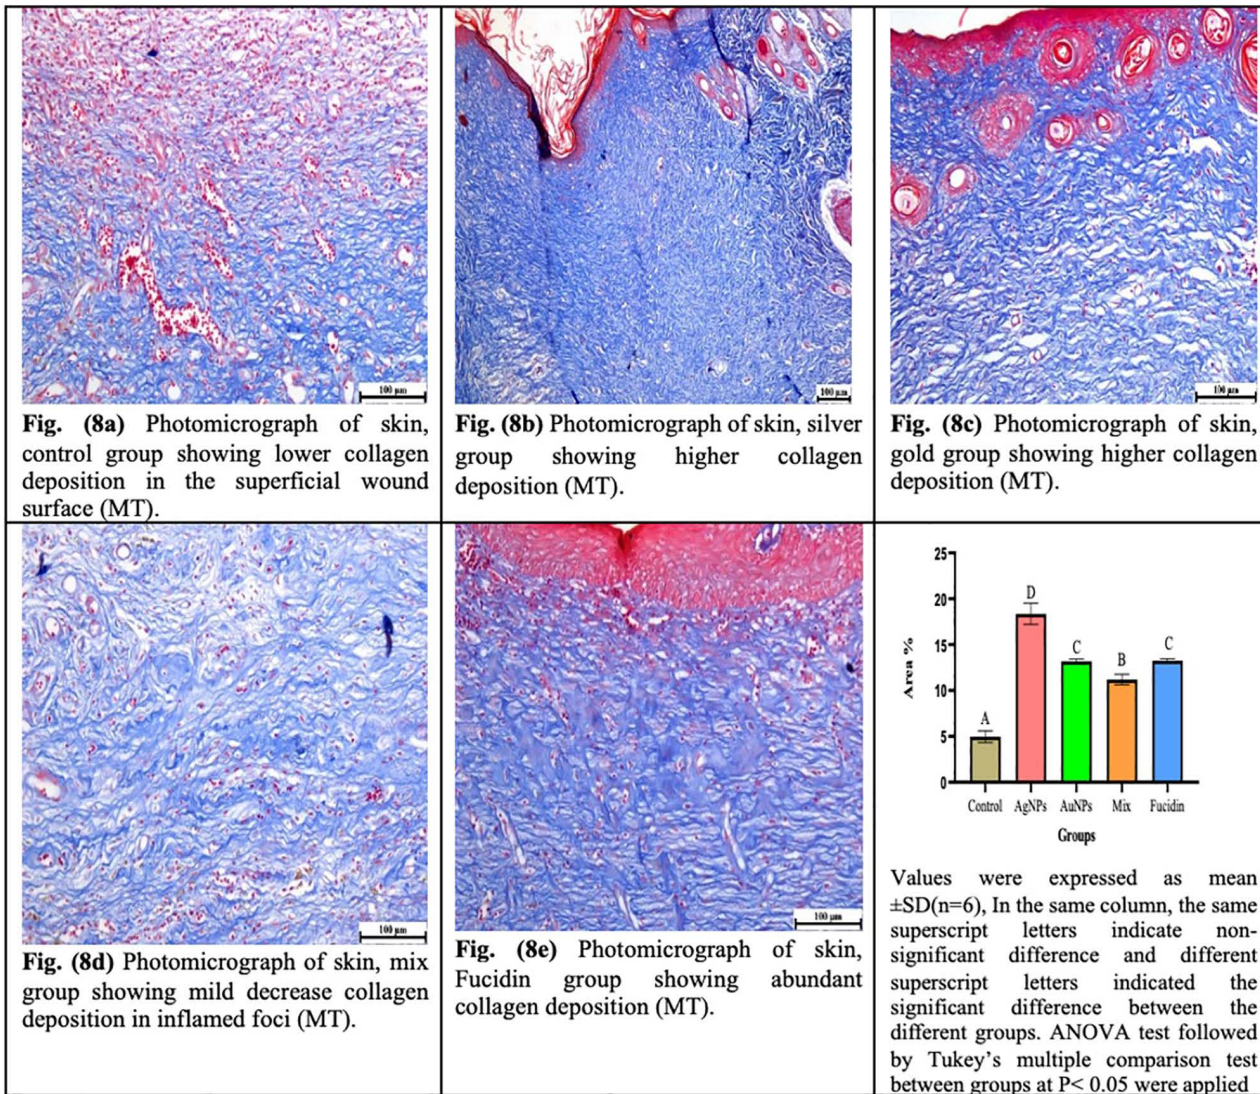 100 µm
Fig. (8a) Photomicrograph of skin,
control group showing lower collagen
deposition in the superficial wound
surface (MT).
100 µm
Fig. (8b) Photomicrograph of skin, silver
group showing higher collagen
deposition (MT).
100 µm
Fig. (8c) Photomicrograph of skin,
gold group showing higher collagen
deposition (MT).
100 µm
Fig. (8d) Photomicrograph of skin, mix
group showing mild decrease collagen
deposition in inflamed foci (MT).
100 µm
Fig. (8e) Photomicrograph of skin,
Fucidin group showing abundant
collagen deposition (MT).
25
20
15
10
5
0
Area %
A
D
C
B
C
Control AgNPs AuNPs Mix Fucidin
Groups
Values were expressed as mean
±SD(n=6), In the same column, the same
superscript letters indicate non-
significant difference and different
superscript letters indicated the
significant difference between the
different groups. ANOVA test followed
by Tukey's multiple comparison test
between groups at P< 0.05 were applied